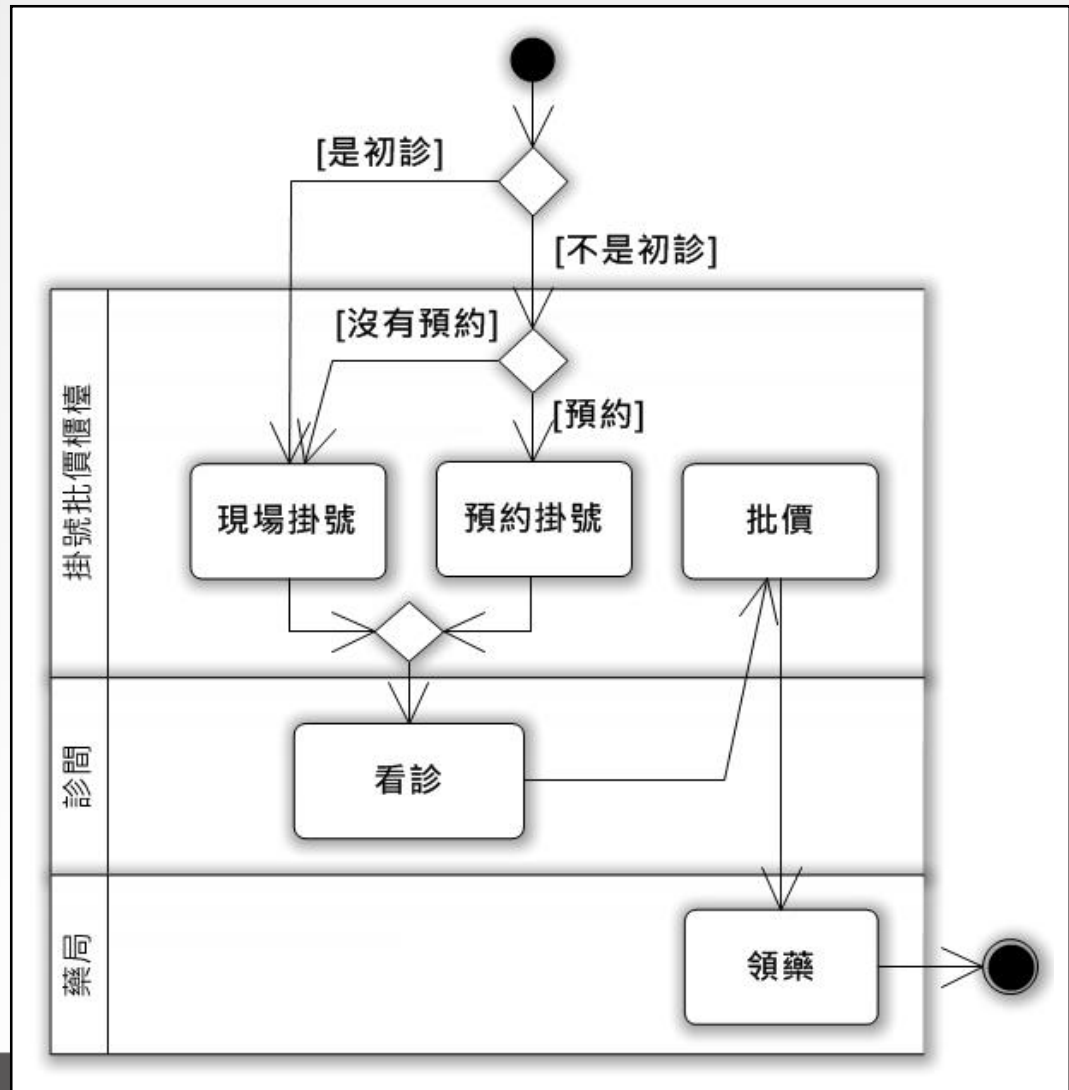 [是初診]
[不是初診]
掛號批價櫃檯
[沒有預約]
[預約]
現場掛號
預約掛號
批價
診間
看診
藥局
領藥